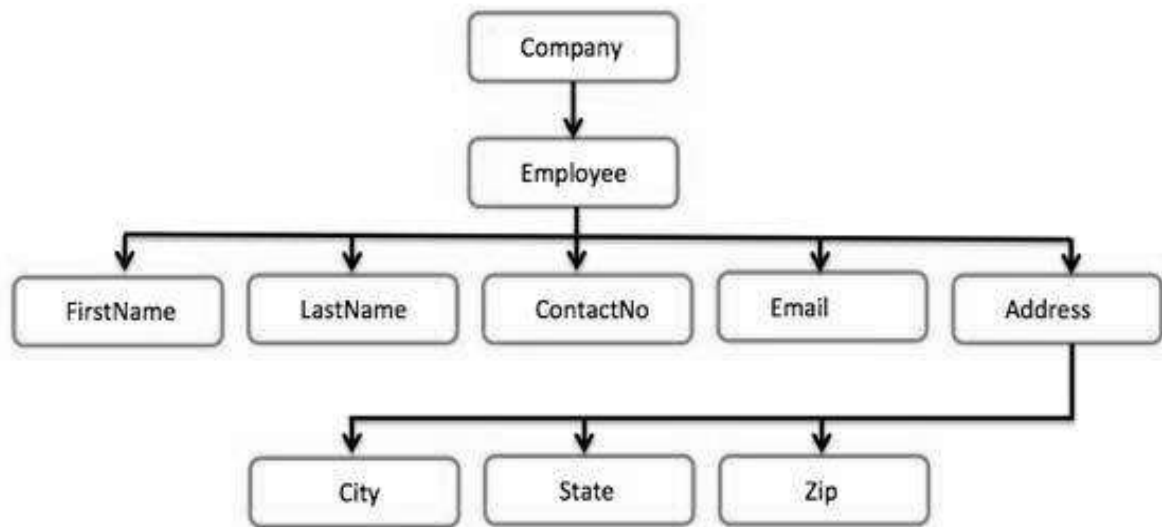 Company
Employee
FirstName
LastName
ContactNo
Email
Address
City
State
Zip